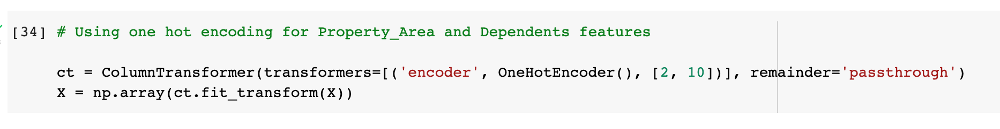 [34] # Using one hot encoding for Property_Area and Dependents features
ct = ColumnTransformer(transformers=[('encoder', OneHotEncoder(), [2, 10])], remainder='passthrough')
X = np.array(ct.fit_transform(X))